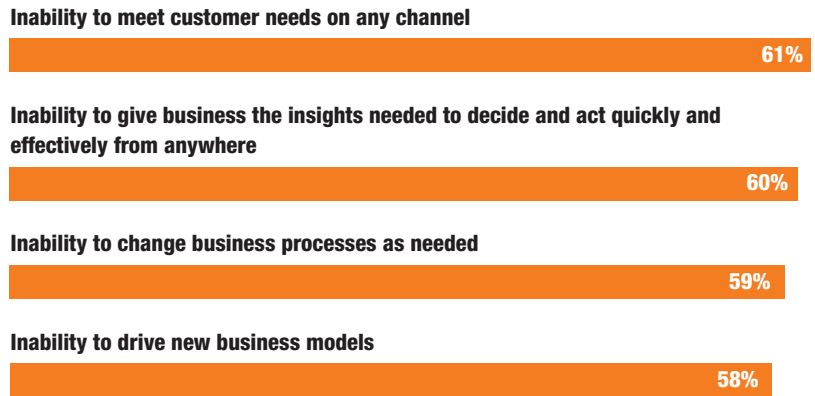 Inability to meet customer needs on any channel
61%
Inability to give business the insights needed to decide and act quickly and
effectively from anywhere
60%
Inability to change business processes as needed
59%
Inability to drive new business models
58%